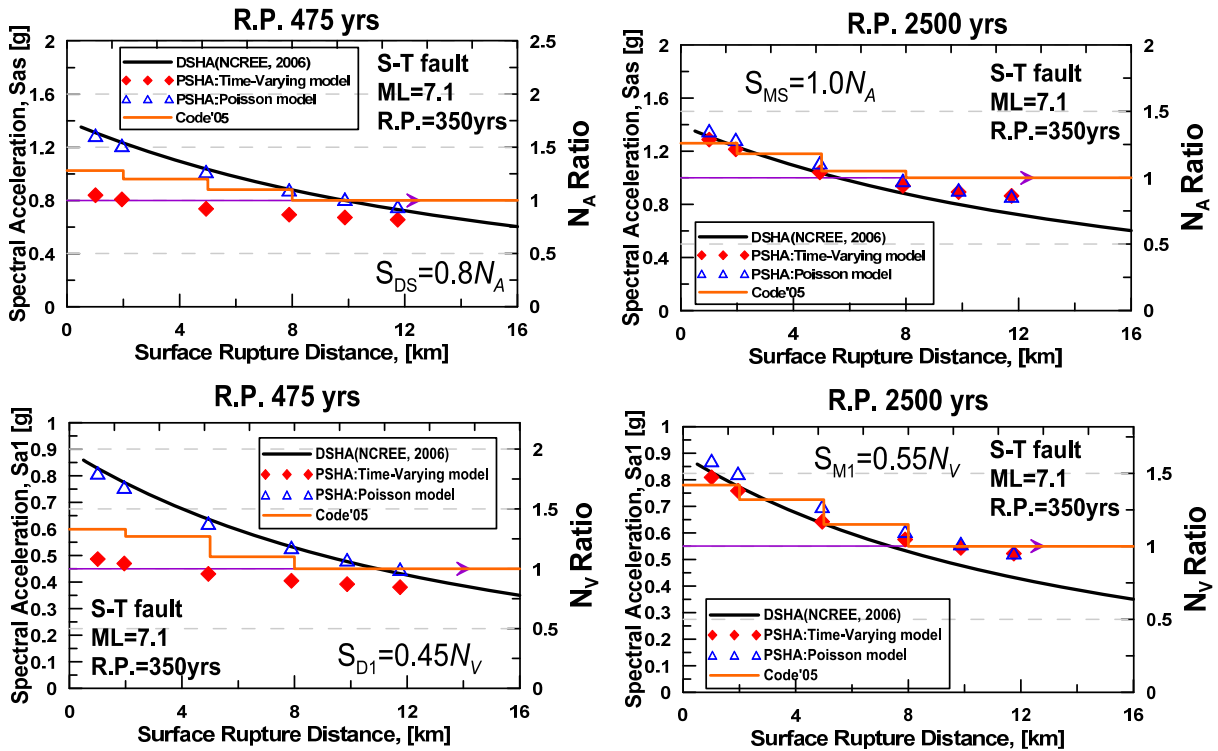 R.P. 475 yrs
Spectral Acceleration, Sas [g]
2
1.6
1.2
0.8
0.4
0
2.5
2
1.5
1
0.5
0
N_A Ratio
DSHA(NCREE, 2006)
PSHA:Time-Varying model
PSHA:Poisson model
Code'05
S-T fault
ML=7.1
R.P.=350yrs
S_DS=0.8N_A
0 4 8 12 16
Surface Rupture Distance, [km]
R.P. 2500 yrs
Spectral Acceleration, Sas [g]
2
1.6
1.2
0.8
0.4
0
2
1.5
1
0.5
0
N_A Ratio
S_MS=1.0N_A
S-T fault
ML=7.1
R.P.=350yrs
DSHA(NCREE, 2006)
PSHA:Time-Varying model
PSHA:Poisson model
Code'05
0 4 8 12 16
Surface Rupture Distance, [km]
R.P. 475 yrs
Spectral Acceleration, Sa1 [g]
1
0.9
0.8
0.7
0.6
0.5
0.4
0.3
0.2
0.1
0
2
1.5
1
0.5
0
N_V Ratio
DSHA(NCREE, 2006)
PSHA:Time-Varying model
PSHA:Poisson model
Code'05
S-T fault
ML=7.1
R.P.=350yrs
S_D1=0.45N_V
0 4 8 12 16
Surface Rupture Distance, [km]
R.P. 2500 yrs
Spectral Acceleration, Sa1 [g]
1
0.9
0.8
0.7
0.6
0.5
0.4
0.3
0.2
0.1
0
1.5
1
0.5
0
N_V Ratio
S_M1=0.55N_V
S-T fault
ML=7.1
R.P.=350yrs
DSHA(NCREE, 2006)
PSHA:Time-Varying model
PSHA:Poisson model
Code'05
0 4 8 12 16
Surface Rupture Distance, [km]